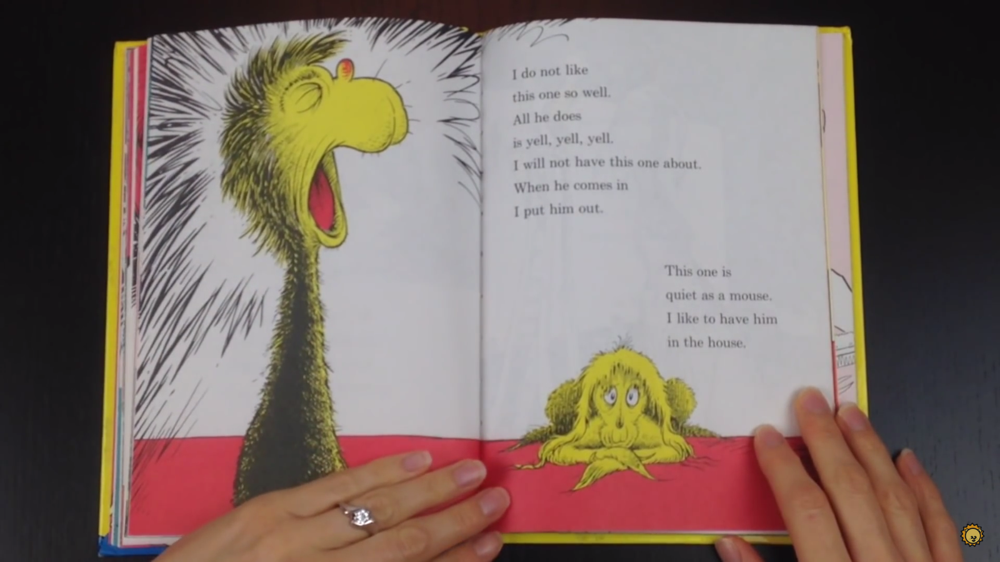 I do not like
this one so well.
All he does
is yell, yell, yell.
I will not have this one about.
When he comes in
I put him out.
This one is
quiet as a mouse.
I like to have him
in the house.